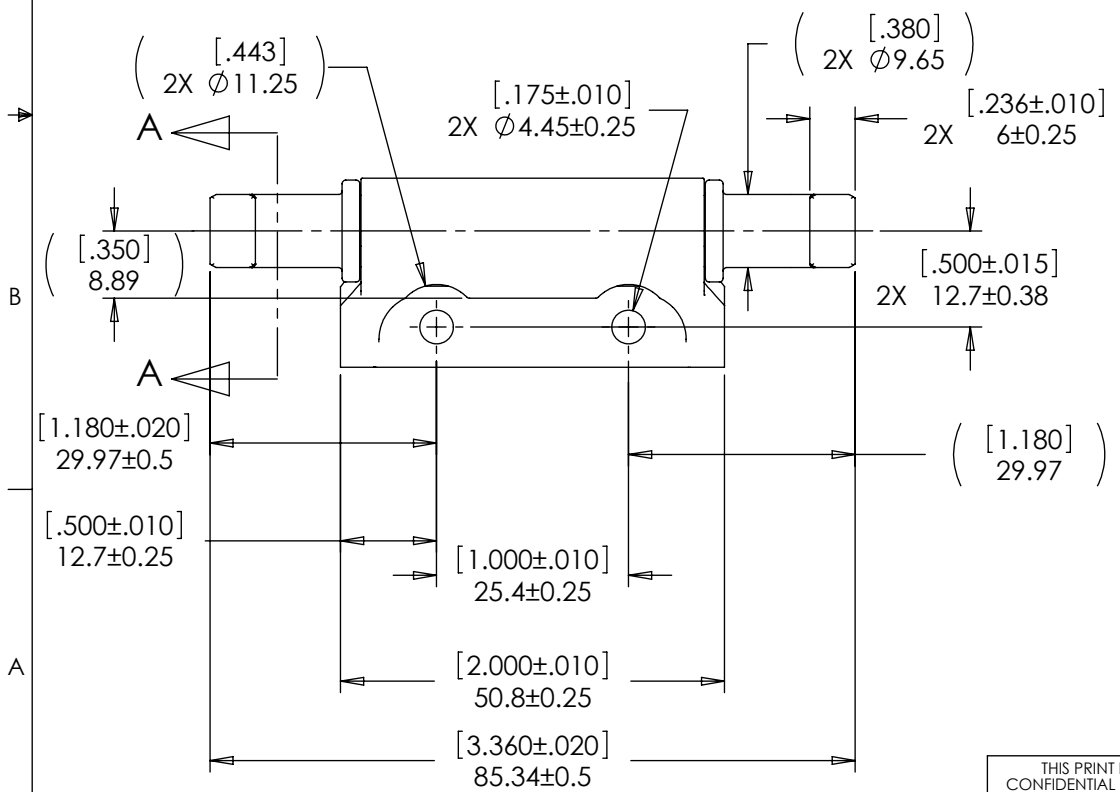 [.443]
2X ∅11.25
[.380]
2X ∅9.65
[.175±.010]
2X ∅4.45±0.25
[.236±.010]
2X 6±0.25
A
[.350]
8.89
B
[.500±.015]
2X 12.7±0.38
A
[1.180±.020]
29.97±0.5
[1.180]
29.97
[.500±.010]
12.7±0.25
[1.000±.010]
25.4±0.25
A
[2.000±.010]
50.8±0.25
[3.360±.020]
85.34±0.5
THIS PRINT
CONFIDENTIAL